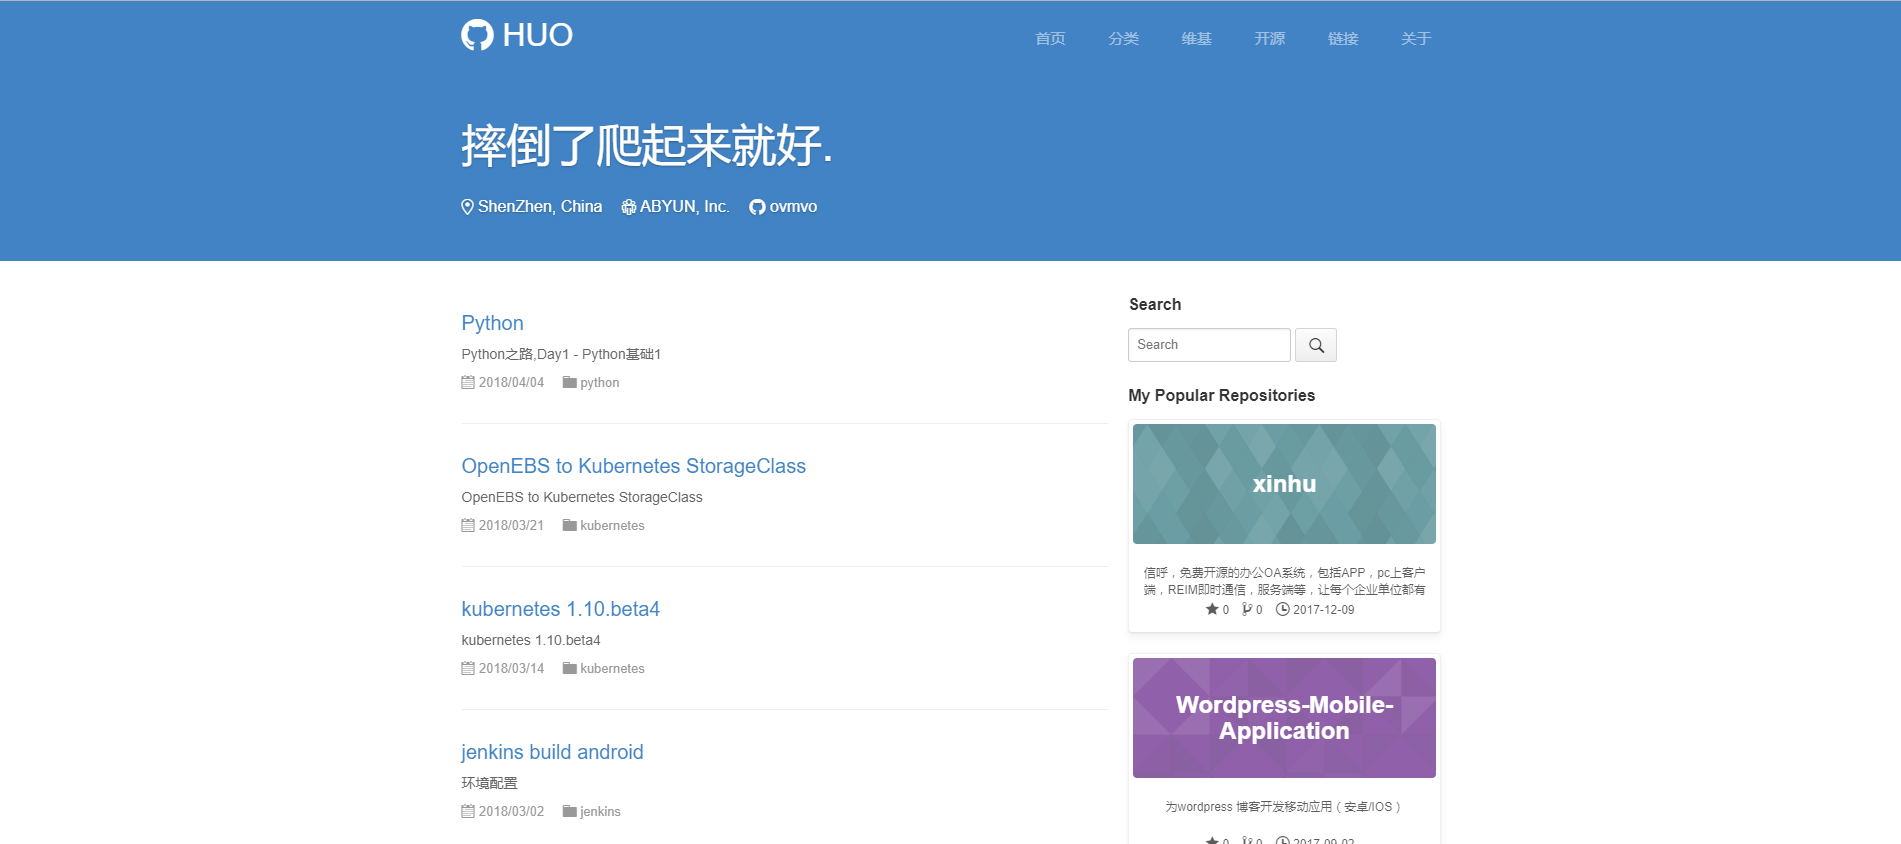 HUO
首页 分类 维基 开源 链接 关于
摔倒了爬起来就好.
ShenZhen, China ABYUN, Inc. ovmvo
Python
Python之路,Day1 - Python基础1
2018/04/04 python
OpenEBS to Kubernetes StorageClass
OpenEBS to Kubernetes StorageClass
2018/03/21 kubernetes
kubernetes 1.10.beta4
kubernetes 1.10.beta4
2018/03/14 kubernetes
jenkins build android
环境配置
2018/03/02 jenkins
Search
Search
My Popular Repositories
xinhu
信呼，免费开源的办公OA系统，包括APP，pc上客户
端，REIM即时通信，服务端等，让每个企业单位都有
0 0 2017-12-09
Wordpress-Mobile-
Application
为wordpress 博客开发移动应用（安卓/IOS）
0 0 2017-09-02